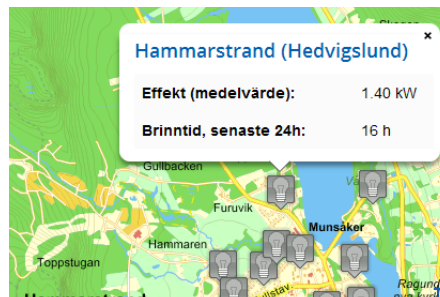 ×
Hammarstrand (Hedvigslund)
Effekt (medelvärde): 1.40 kW
Brinntid, senaste 24h: 16 h
Gullbacken
Furuvik
Munsåker
Hammaren
Toppstugan